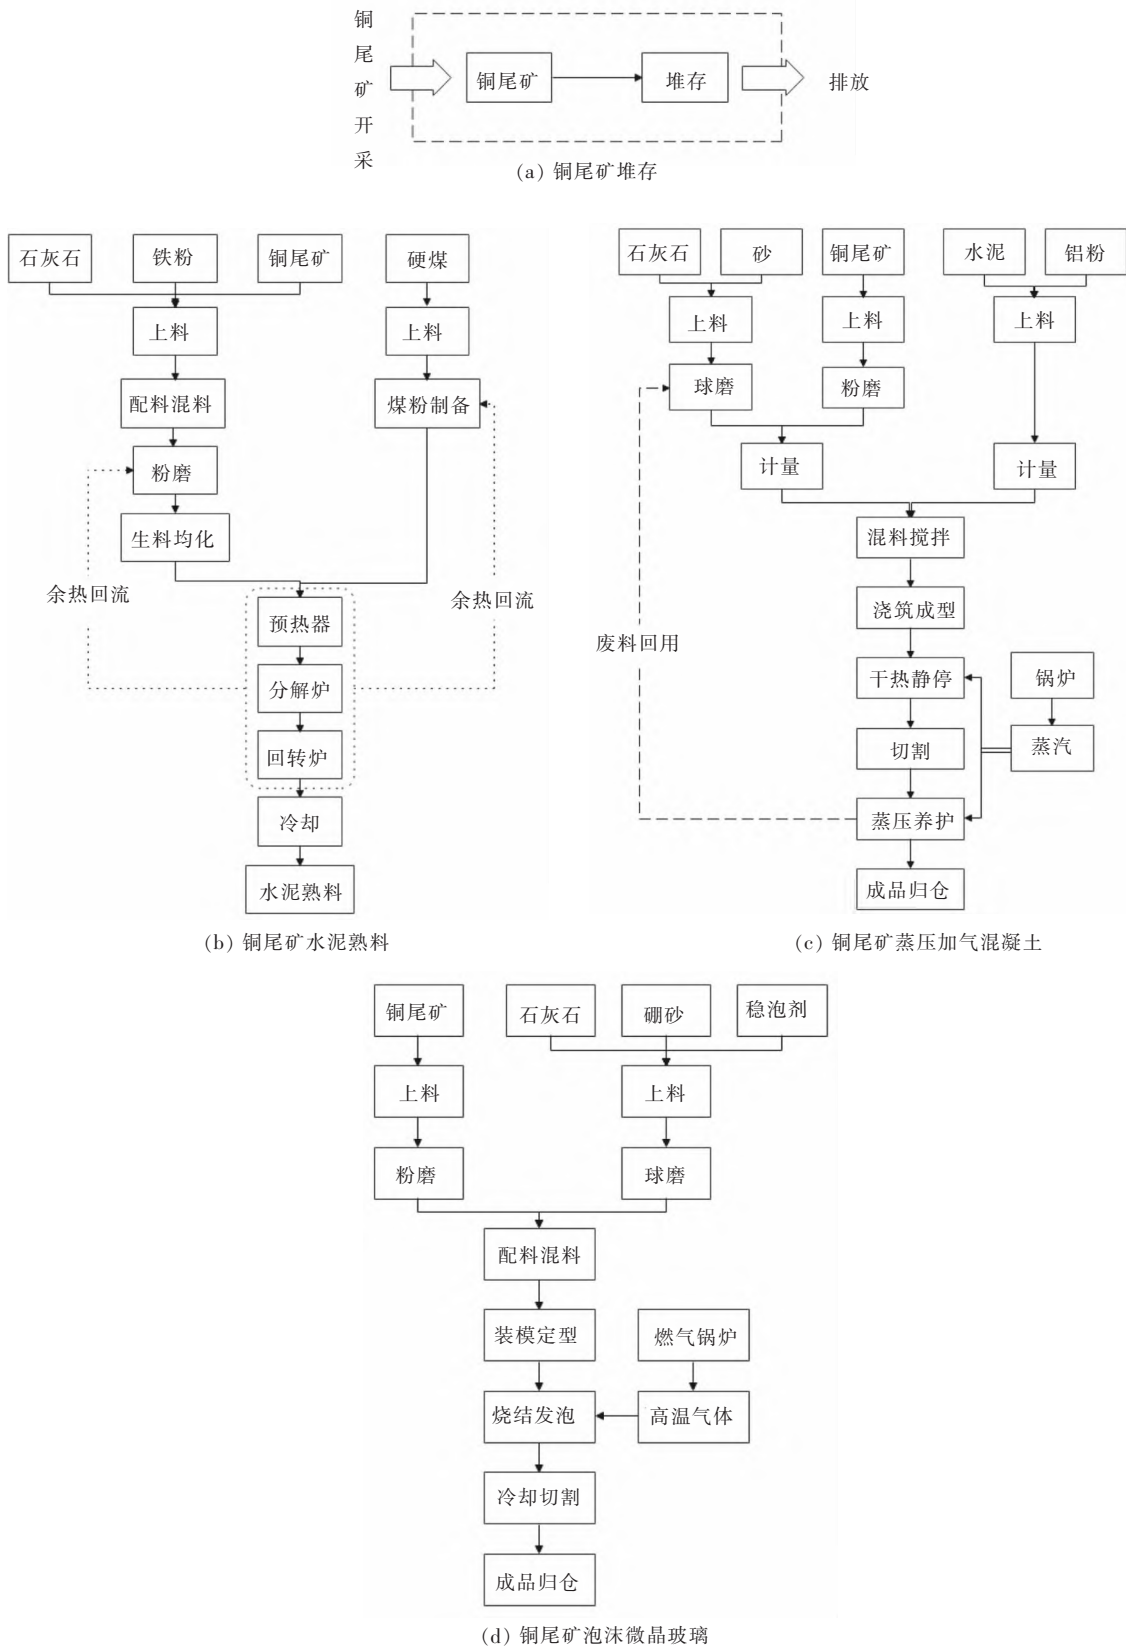 铜尾矿开采
铜尾矿
堆存
排放
(a) 铜尾矿堆存
石灰石
铁粉
铜尾矿
硬煤
上料
上料
配料混料
煤粉制备
粉磨
生料均化
余热回流
余热回流
预热器
分解炉
回转炉
冷却
水泥熟料
(b) 铜尾矿水泥熟料
石灰石
砂
铜尾矿
水泥
铝粉
上料
上料
上料
球磨
粉磨
计量
计量
混料搅拌
浇筑成型
废料回用
干热静停
锅炉
切割
蒸汽
蒸压养护
成品归仓
(c) 铜尾矿蒸压加气混凝土
铜尾矿
石灰石
硼砂
稳泡剂
上料
上料
粉磨
球磨
配料混料
装模定型
燃气锅炉
烧结发泡
高温气体
冷却切割
成品归仓
(d) 铜尾矿泡沫微晶玻璃